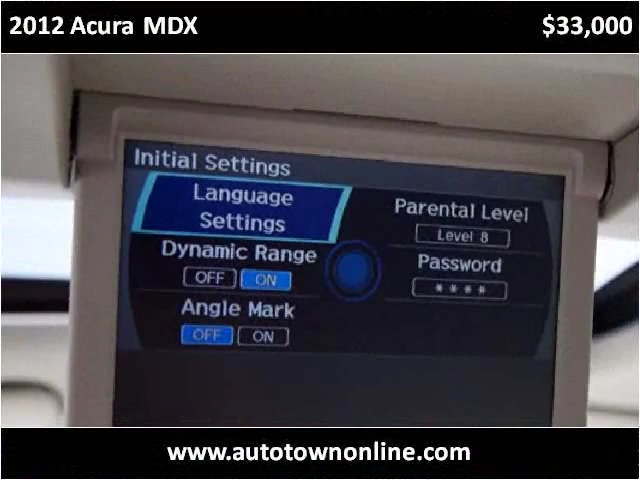 2012 Acura MDX
$33,000
Initial Settings
Language
Settings
Parental Level
Level 8
Dynamic Range
OFF ON
Password
* * * *
Angle Mark
OFF ON
www.autotownonline.com